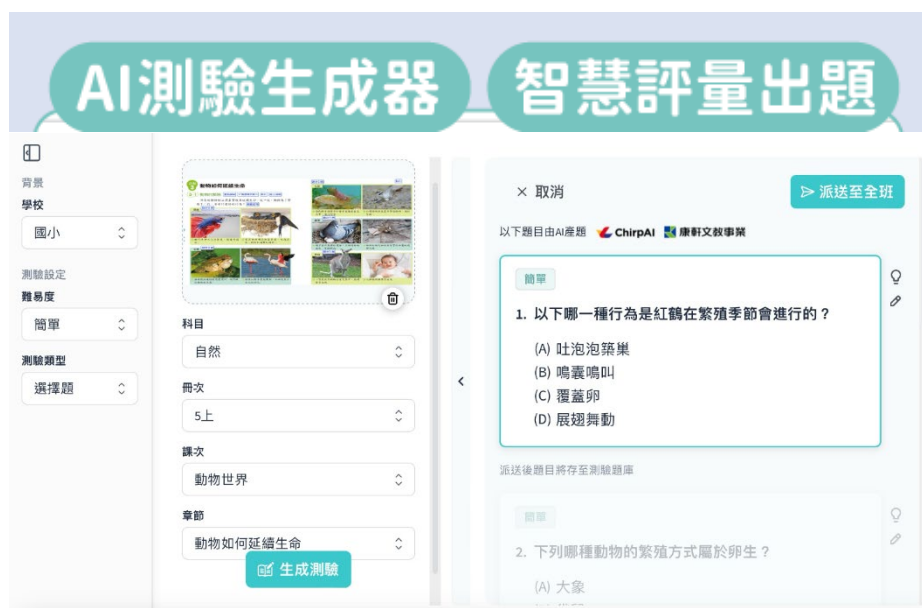 AI測驗生成器
智慧評量出題
背景
學校
國小
測驗設定
難易度
簡單
測驗類型
選擇題
動物如何延續生命
科目
自然
冊次
5上
課次
動物世界
章節
動物如何延續生命
生成測驗
取消
派送至全班
以下題目由AI產題 ChirpAI 康軒文教事業
簡單
1. 以下哪一種行為是紅鶴在繁殖季節會進行的？
(A) 吐泡泡築巢
(B) 鳴囊鳴叫
(C) 覆蓋卵
(D) 展翅舞動
派送後題目將存至測驗題庫
簡單
2. 下列哪種動物的繁殖方式屬於卵生？
(A) 大象